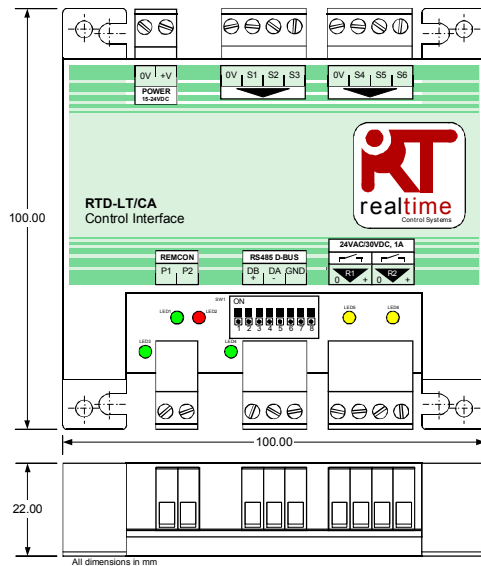 0V +V
POWER
15-24VDC
0V S1 S2 S3
0V S4 S5 S6
RT
realtime
Control Systems
RTD-LT/CA
Control Interface
100.00
REMCON
P1 P2
RS485 D-BUS
DB DA GND
+ -
24VAC/30VDC, 1A
R1 R2
0 + 0 +
SW1
ON
1 2 3 4 5 6 7 8
LED1
LED2
LED5
LED6
LED3
LED4
100.00
22.00
All dimensions in mm